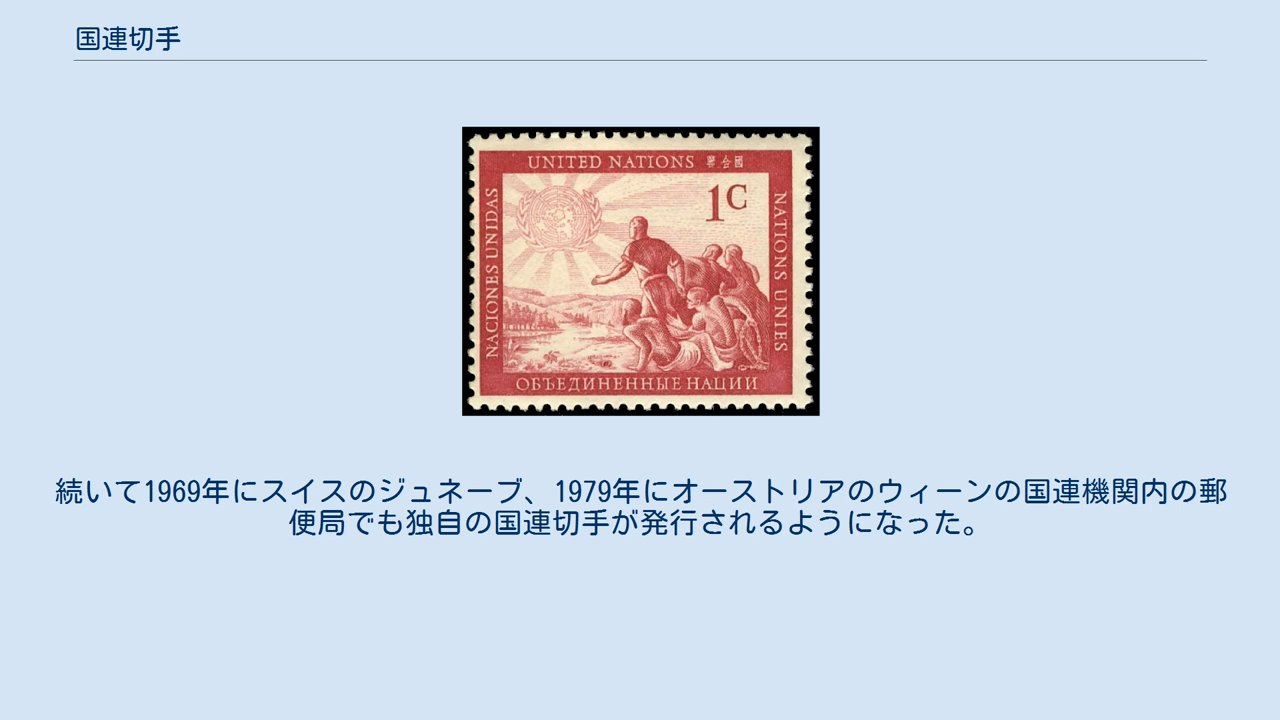 国連切手
UNITED NATIONS 聯合國
1C
NACIONES UNIDAS
NATIONS UNIES
ОБЪЕДИНЕННЫЕ НАЦИИ
続いて1969年にスイスのジュネーブ、1979年にオーストリアのウィーンの国連機関内の郵
便局でも独自の国連切手が発行されるようになった。